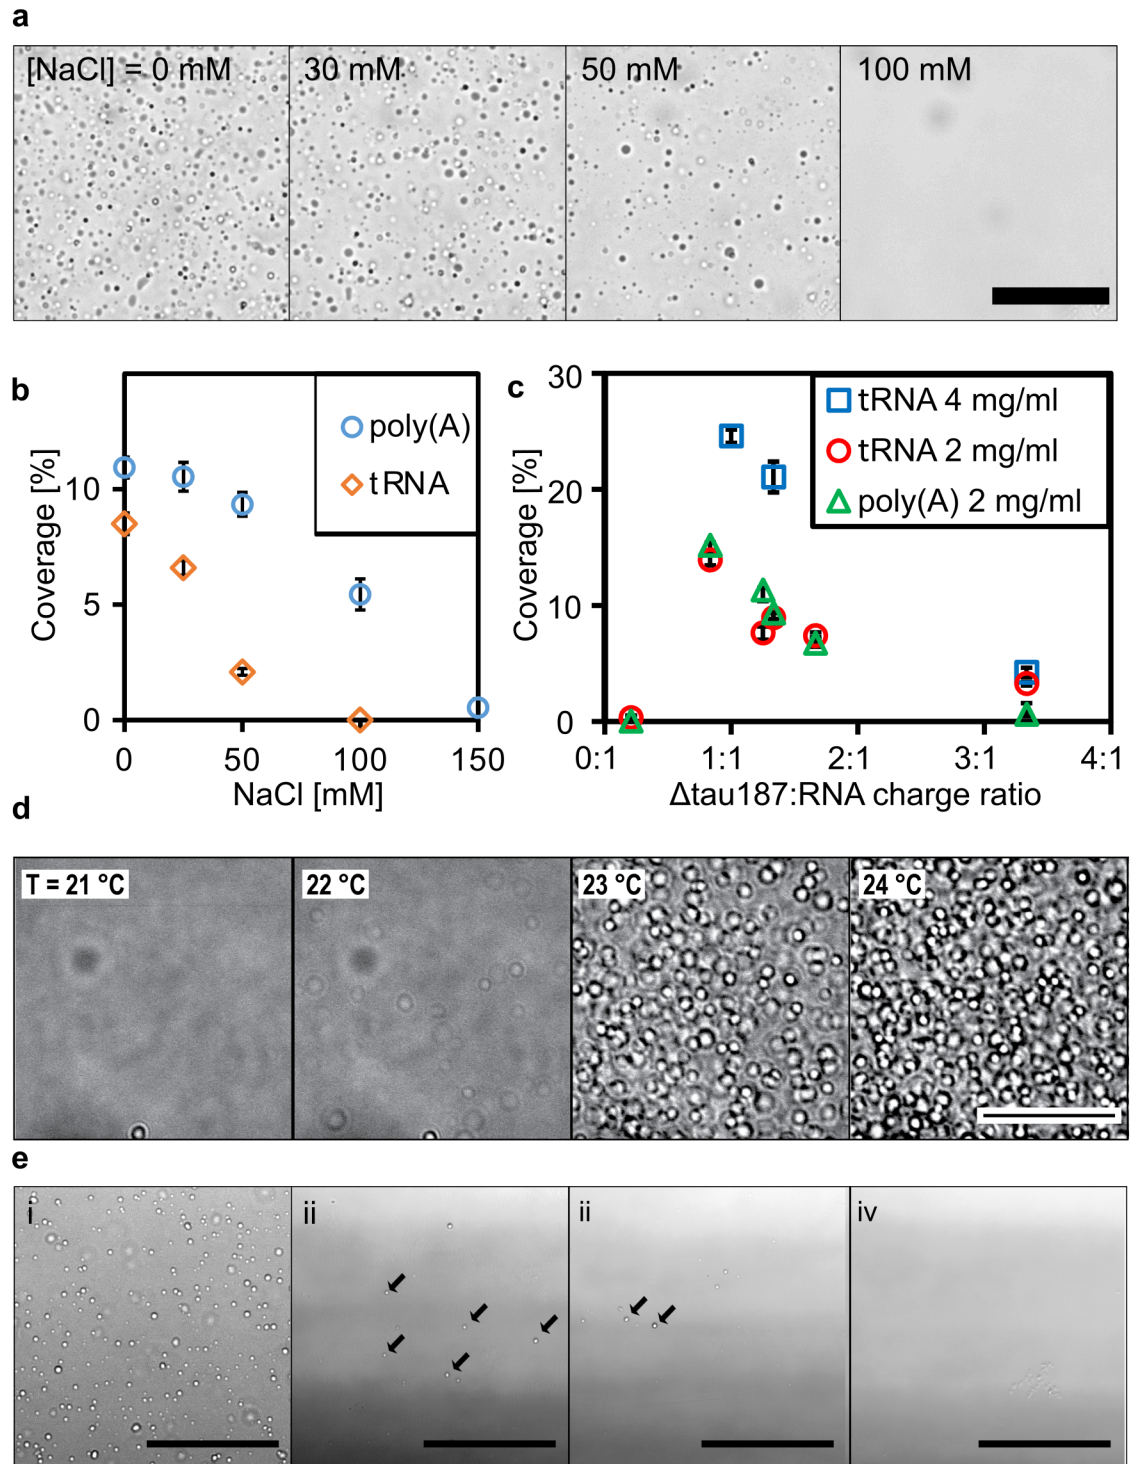 a
[NaCl] = 0 mM
30 mM
50 mM
100 mM
b
c
poly(A)
tRNA
Coverage [%]
10
5
0
0
50
100
150
NaCl [mM]
tRNA 4 mg/ml
tRNA 2 mg/ml
poly(A) 2 mg/ml
Coverage [%]
30
20
10
0
0:1
1:1
2:1
3:1
4:1
Δtau187:RNA charge ratio
d
T = 21 °C
22 °C
23 °C
24 °C
e
i
ii
ii
iv